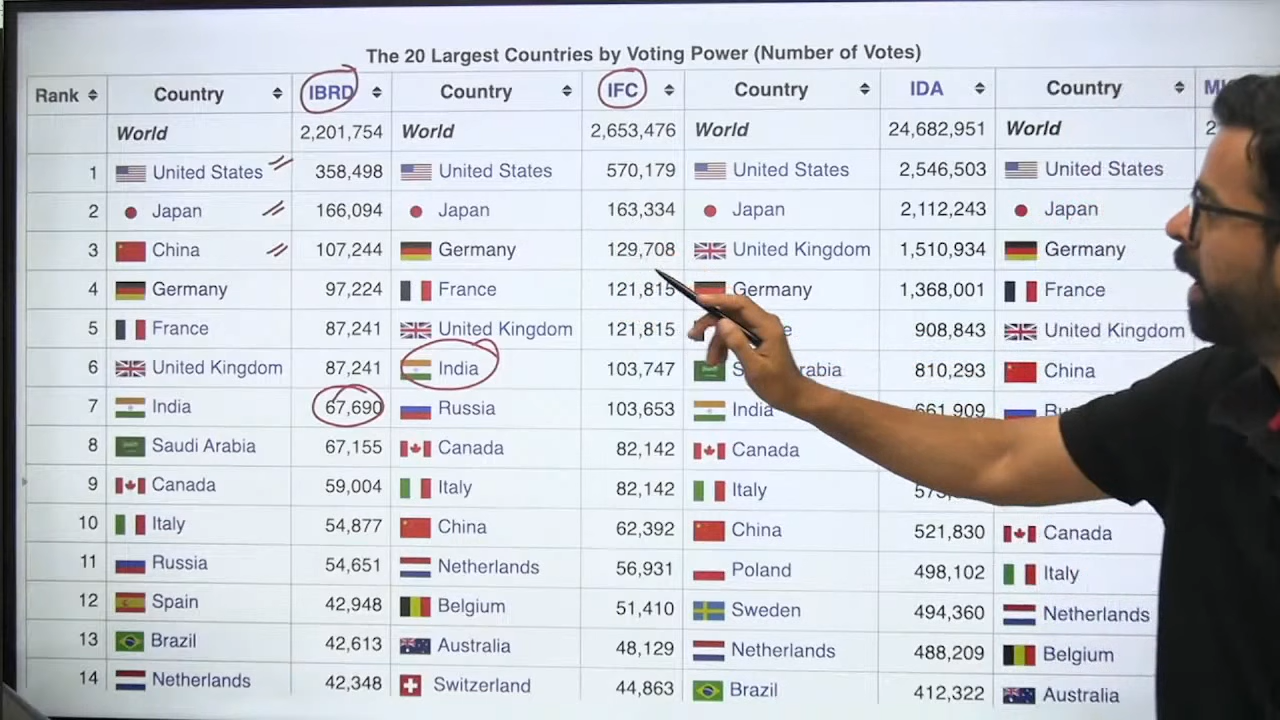 The 20 Largest Countries by Voting Power (Number of Votes)
Rank Country IBRD Country IFC Country IDA Country
World 2,201,754 World 2,653,476 World 24,682,951 World
1 United States 358,498 United States 570,179 United States 2,546,503 United States
2 Japan 166,094 Japan 163,334 Japan 2,112,243 Japan
3 China 107,244 Germany 129,708 United Kingdom 1,510,934 Germany
4 Germany 97,224 France 121,815 Germany 1,368,001 France
5 France 87,241 United Kingdom 121,815 908,843 United Kingdom
6 United Kingdom 87,241 India 103,747 810,293 China
7 India 67,690 Russia 103,653 India 661,909
8 Saudi Arabia 67,155 Canada 82,142 Canada
9 Canada 59,004 Italy 82,142 Italy
10 Italy 54,877 China 62,392 China 521,830 Canada
11 Russia 54,651 Netherlands 56,931 Poland 498,102 Italy
12 Spain 42,948 Belgium 51,410 Sweden 494,360 Netherlands
13 Brazil 42,613 Australia 48,129 Netherlands 488,209 Belgium
14 Netherlands 42,348 Switzerland 44,863 Brazil 412,322 Australia